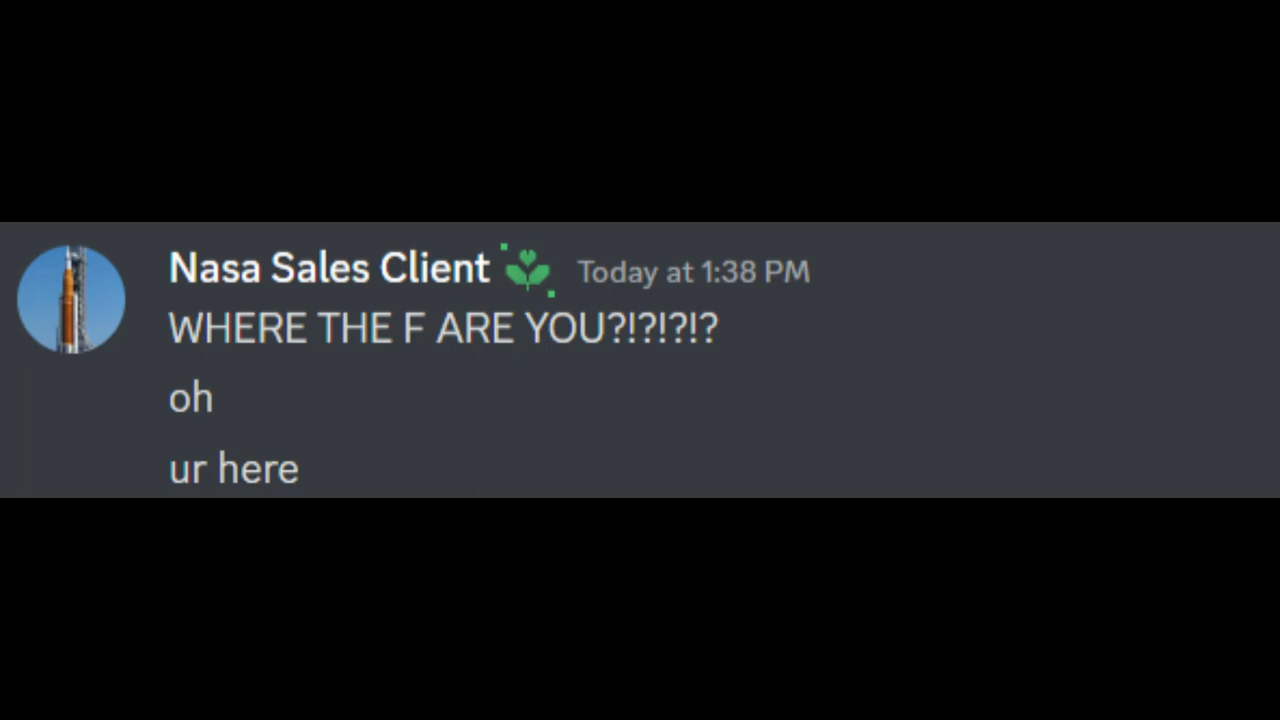 Nasa Sales Client Today at 1:38 PM
WHERE THE F ARE YOU?!?!?!?
oh
ur here